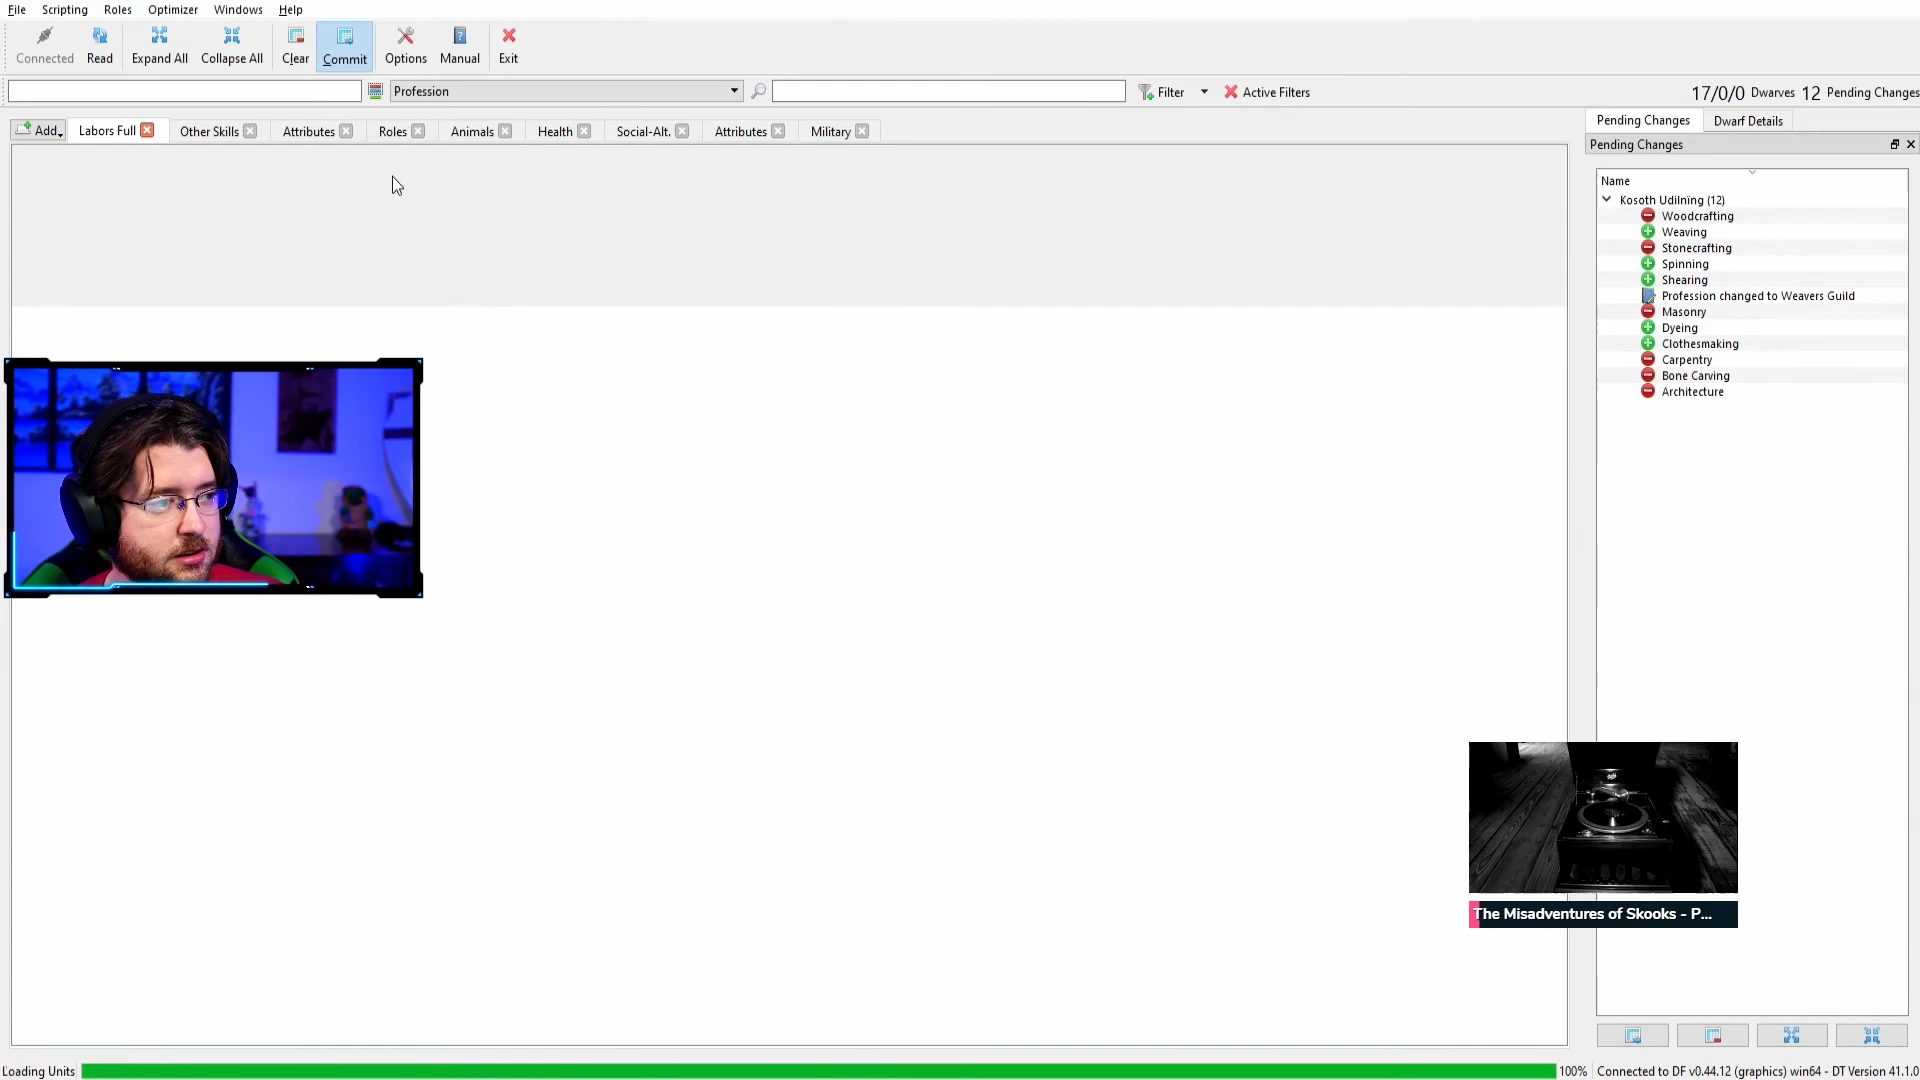 File Scripting Roles Optimizer Windows Help
Connected Read Expand All Collapse All Clear Commit Options Manual Exit
Profession Filter Active Filters 17/0/0 Dwarves 12 Pending Changes
Add Labors Full Other Skills Attributes Roles Animals Health Social-Alt. Attributes Military
Pending Changes Dwarf Details
Pending Changes
Name
Kosoth Udilning (12)
Woodcrafting
Weaving
Stonecrafting
Spinning
Shearing
Profession changed to Weavers Guild
Masonry
Dyeing
Clothesmaking
Carpentry
Bone Carving
Architecture
The Misadventures of Skooks - P...
Loading Units 100% Connected to DF v0.44.12 (graphics) win64 - DT Version 41.1.0